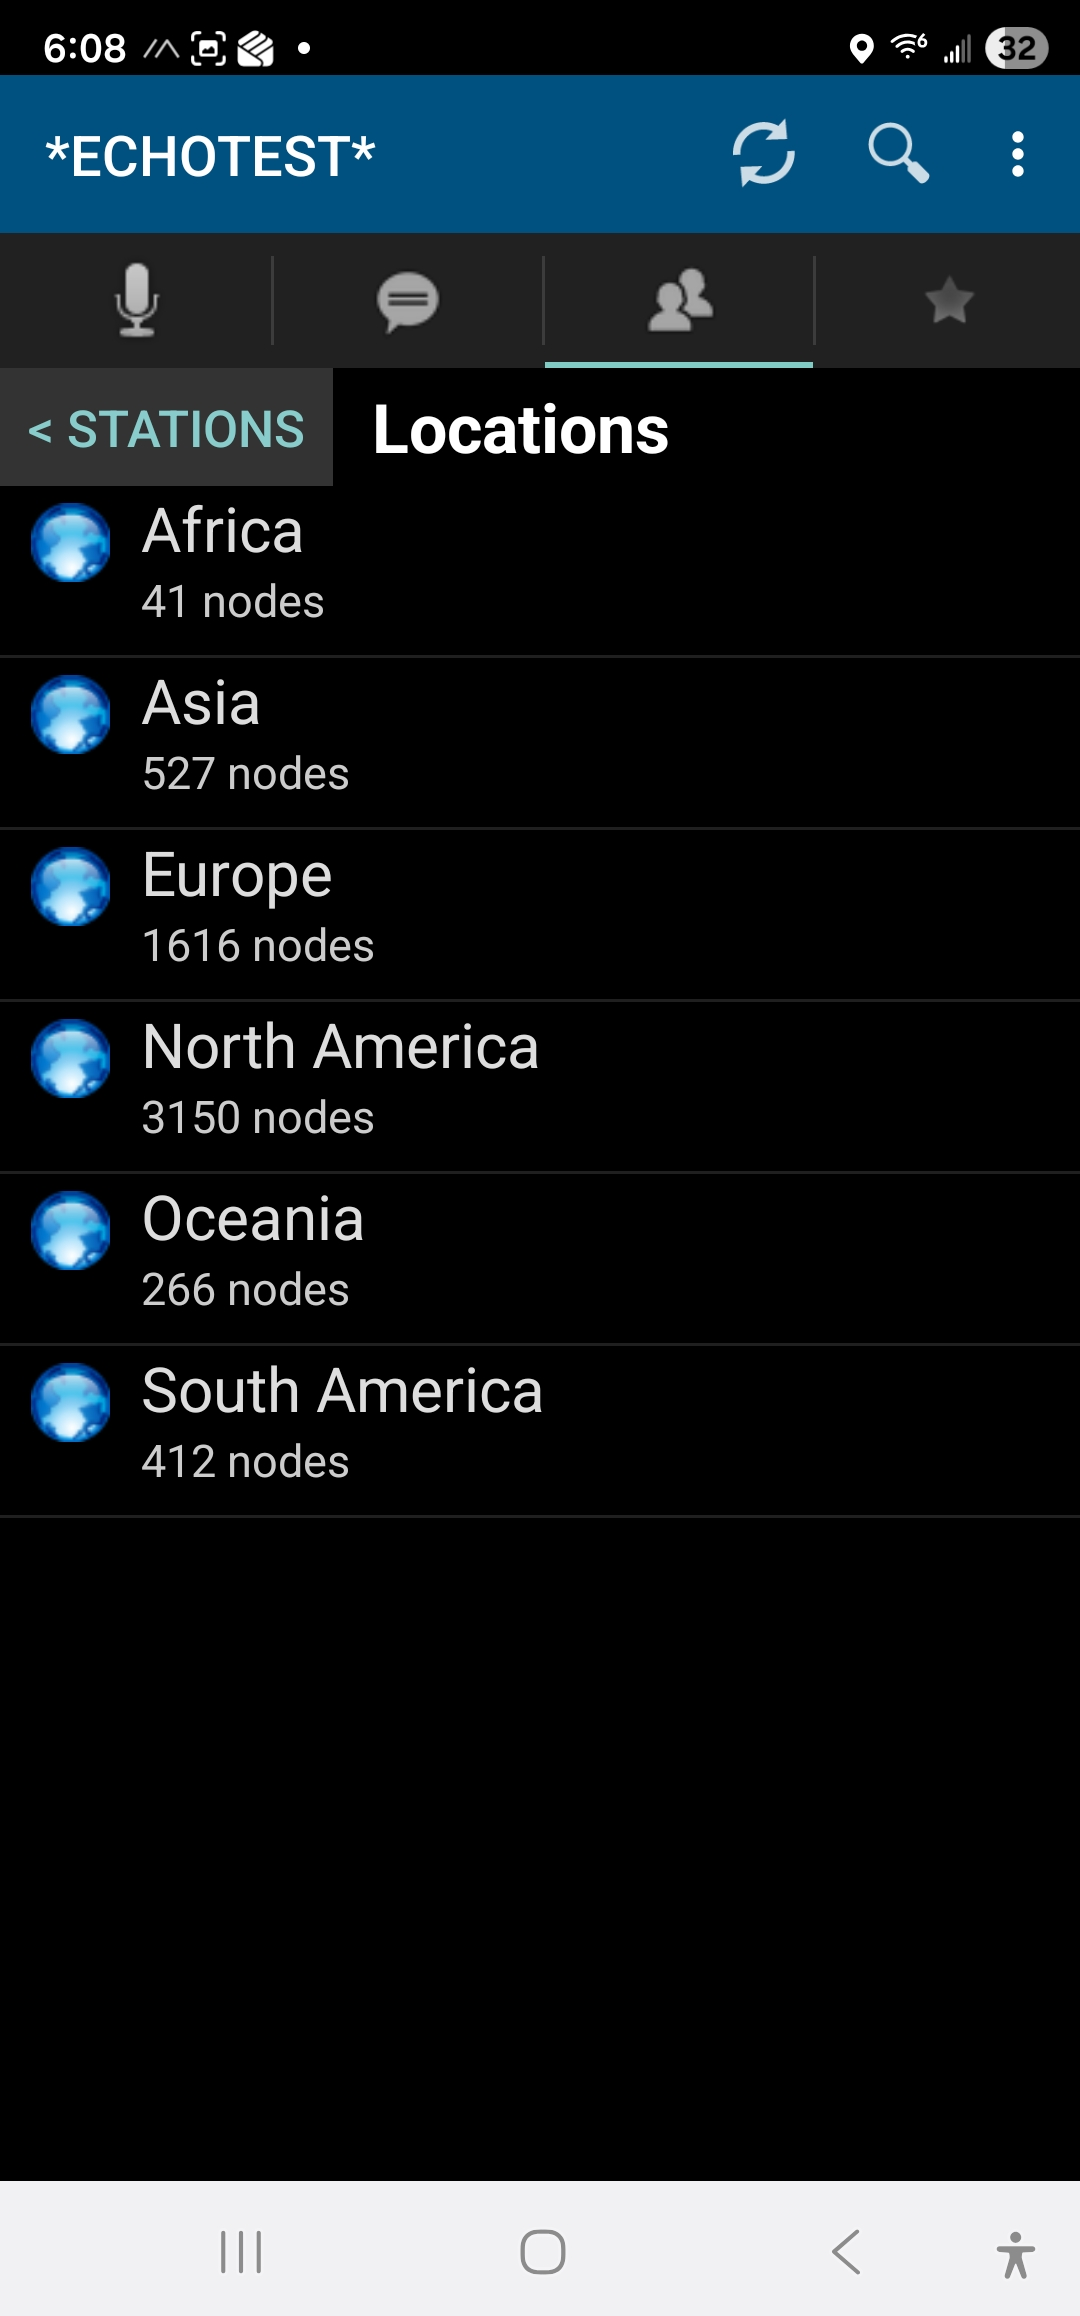 6:08
6
32
*ECHOTEST*
< STATIONS
Locations
Africa
41 nodes
Asia
527 nodes
Europe
1616 nodes
North America
3150 nodes
Oceania
266 nodes
South America
412 nodes